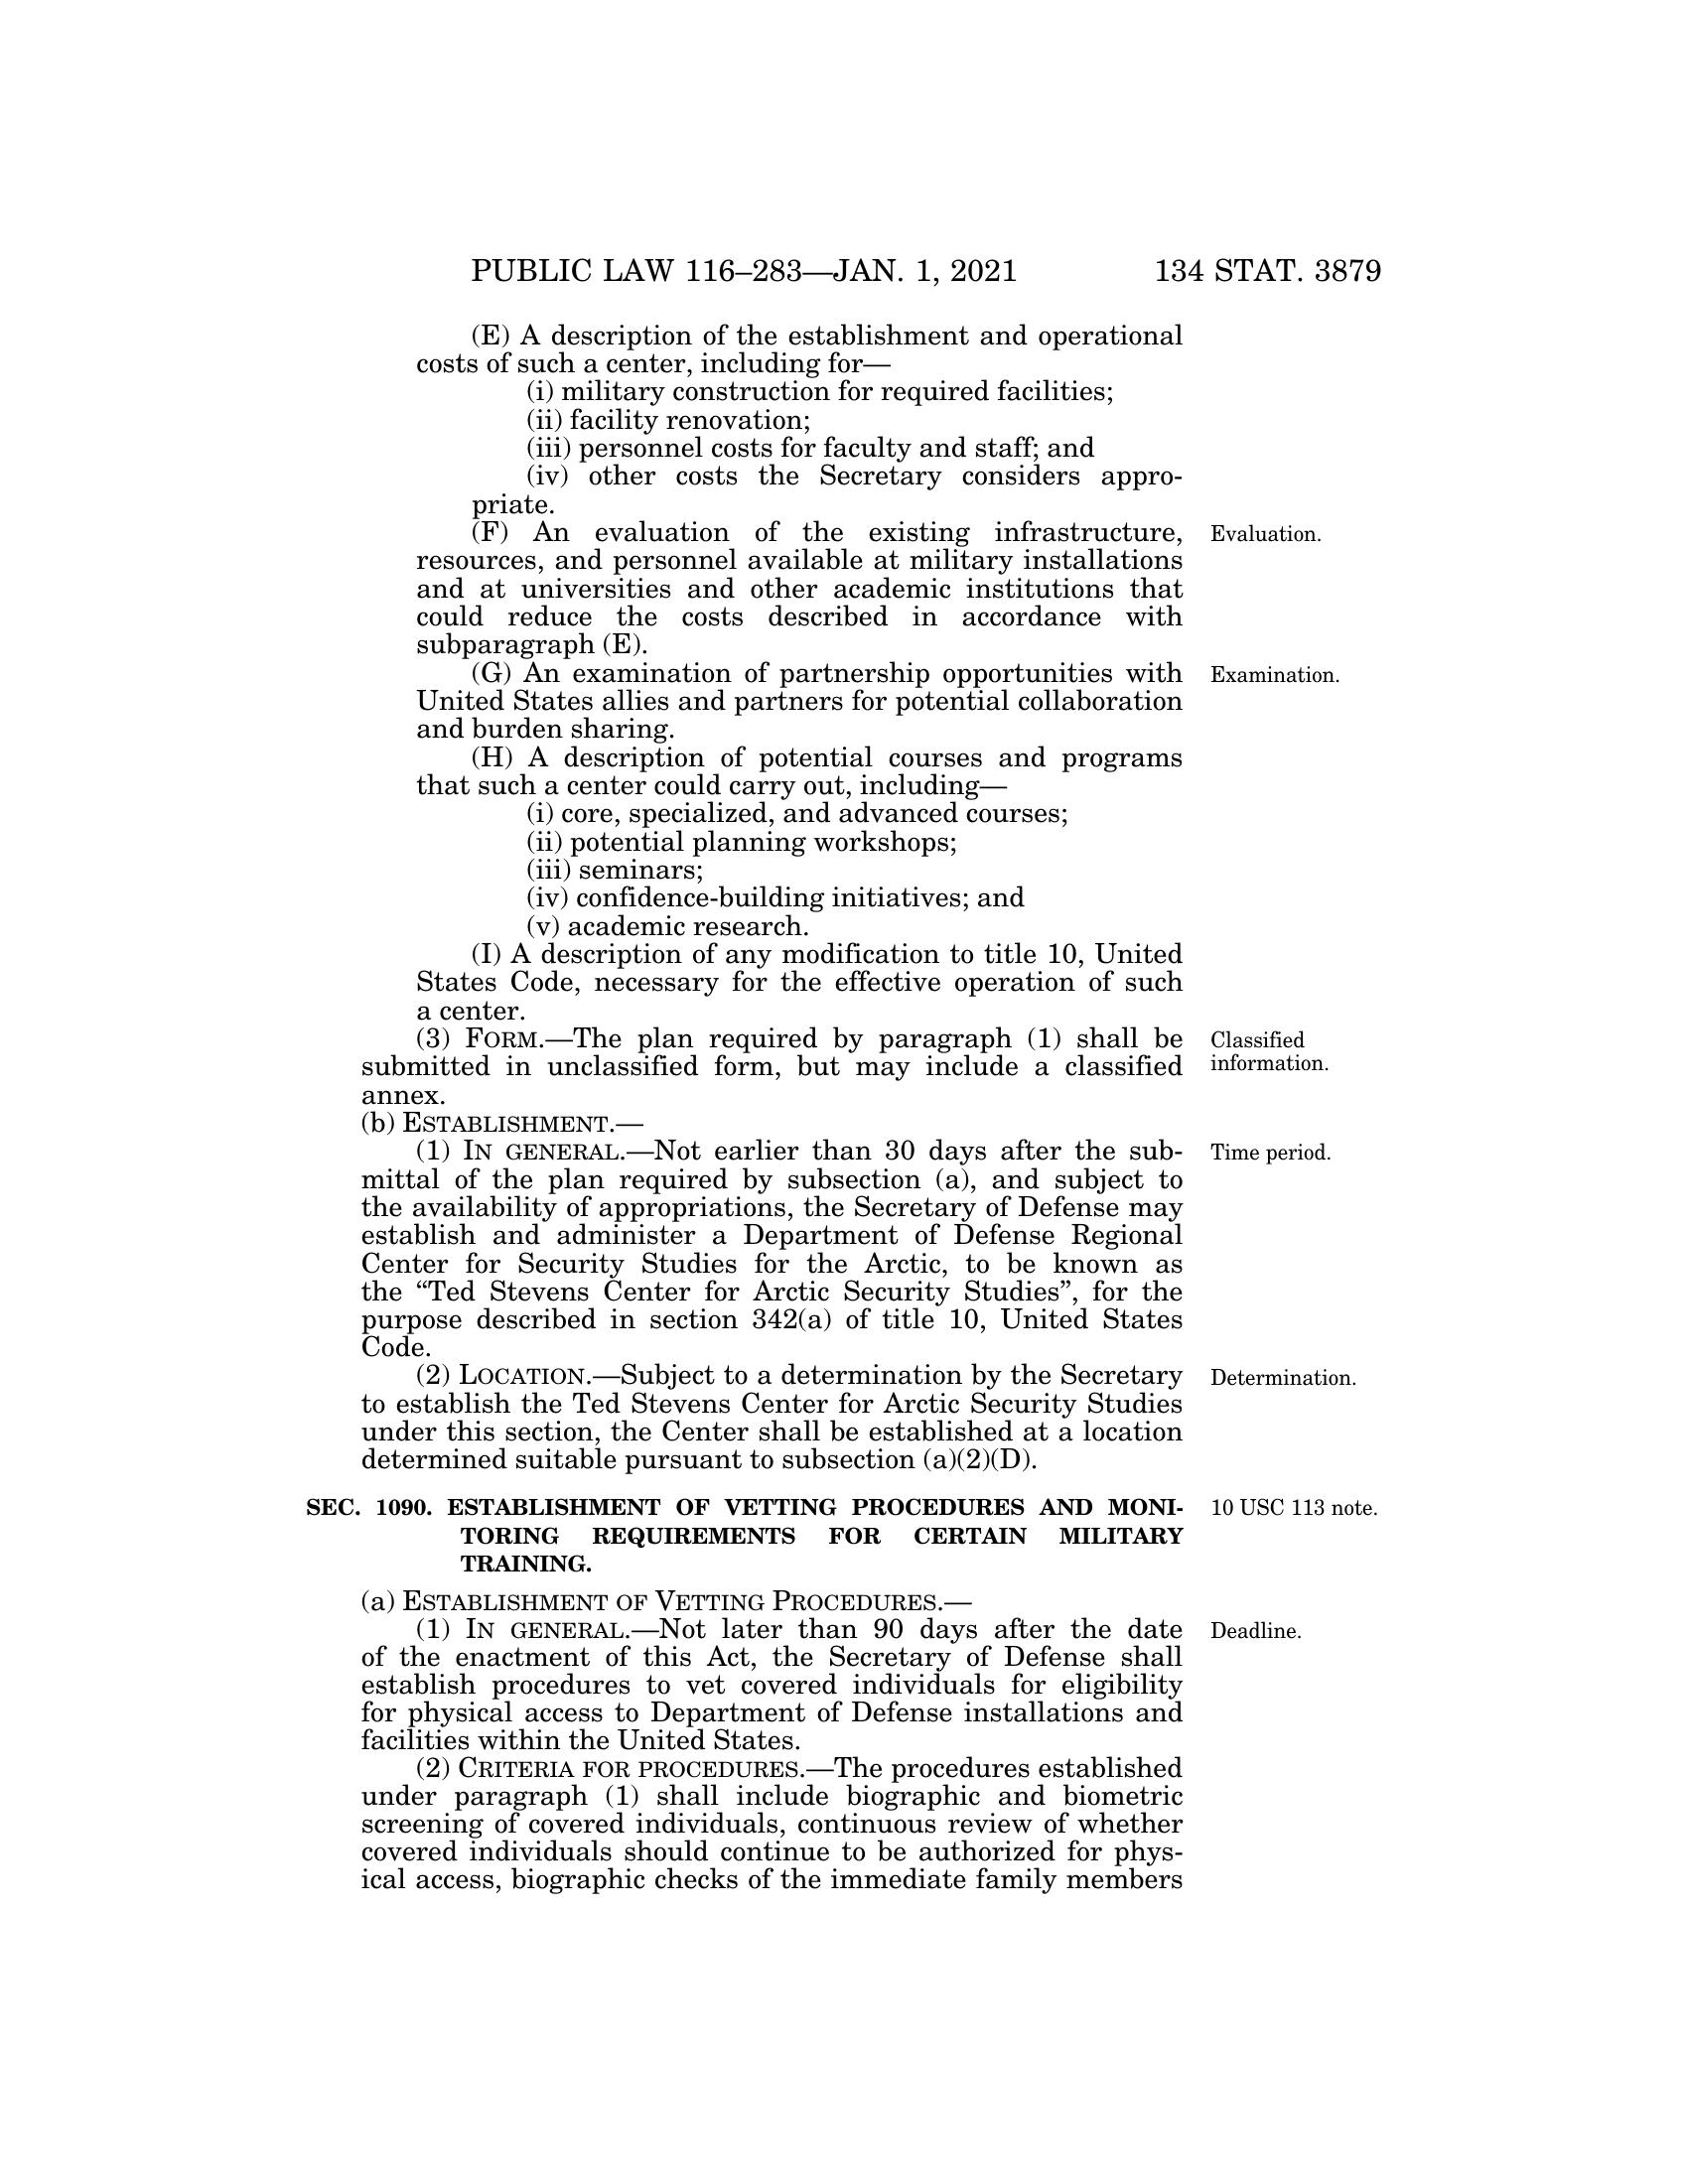 PUBLIC LAW 116–283—JAN. 1, 2021 134 STAT. 3879
(E) A description of the establishment and operational
costs of such a center, including for—
(i) military construction for required facilities;
(ii) facility renovation;
(iii) personnel costs for faculty and staff; and
(iv) other costs the Secretary considers appro-
priate.
(F) An evaluation of the existing infrastructure,
resources, and personnel available at military installations
and at universities and other academic institutions that
could reduce the costs described in accordance with
subparagraph (E).
(G) An examination of partnership opportunities with
United States allies and partners for potential collaboration
and burden sharing.
(H) A description of potential courses and programs
that such a center could carry out, including—
(i) core, specialized, and advanced courses;
(ii) potential planning workshops;
(iii) seminars;
(iv) confidence-building initiatives; and
(v) academic research.
(I) A description of any modification to title 10, United
States Code, necessary for the effective operation of such
a center.
(3) FORM.—The plan required by paragraph (1) shall be
submitted in unclassified form, but may include a classified
annex.
(b) ESTABLISHMENT.—
(1) IN GENERAL.—Not earlier than 30 days after the sub-
mittal of the plan required by subsection (a), and subject to
the availability of appropriations, the Secretary of Defense may
establish and administer a Department of Defense Regional
Center for Security Studies for the Arctic, to be known as
the “Ted Stevens Center for Arctic Security Studies”, for the
purpose described in section 342(a) of title 10, United States
Code.
(2) LOCATION.—Subject to a determination by the Secretary
to establish the Ted Stevens Center for Arctic Security Studies
under this section, the Center shall be established at a location
determined suitable pursuant to subsection (a)(2)(D).
SEC. 1090. ESTABLISHMENT OF VETTING PROCEDURES AND MONI-
TORING REQUIREMENTS FOR CERTAIN MILITARY
TRAINING.
(a) ESTABLISHMENT OF VETTING PROCEDURES.—
(1) IN GENERAL.—Not later than 90 days after the date
of the enactment of this Act, the Secretary of Defense shall
establish procedures to vet covered individuals for eligibility
for physical access to Department of Defense installations and
facilities within the United States.
(2) CRITERIA FOR PROCEDURES.—The procedures established
under paragraph (1) shall include biographic and biometric
screening of covered individuals, continuous review of whether
covered individuals should continue to be authorized for phys-
ical access, biographic checks of the immediate family members
Evaluation.
Examination.
Classified
information.
Time period.
Determination.
10 USC 113 note.
Deadline.